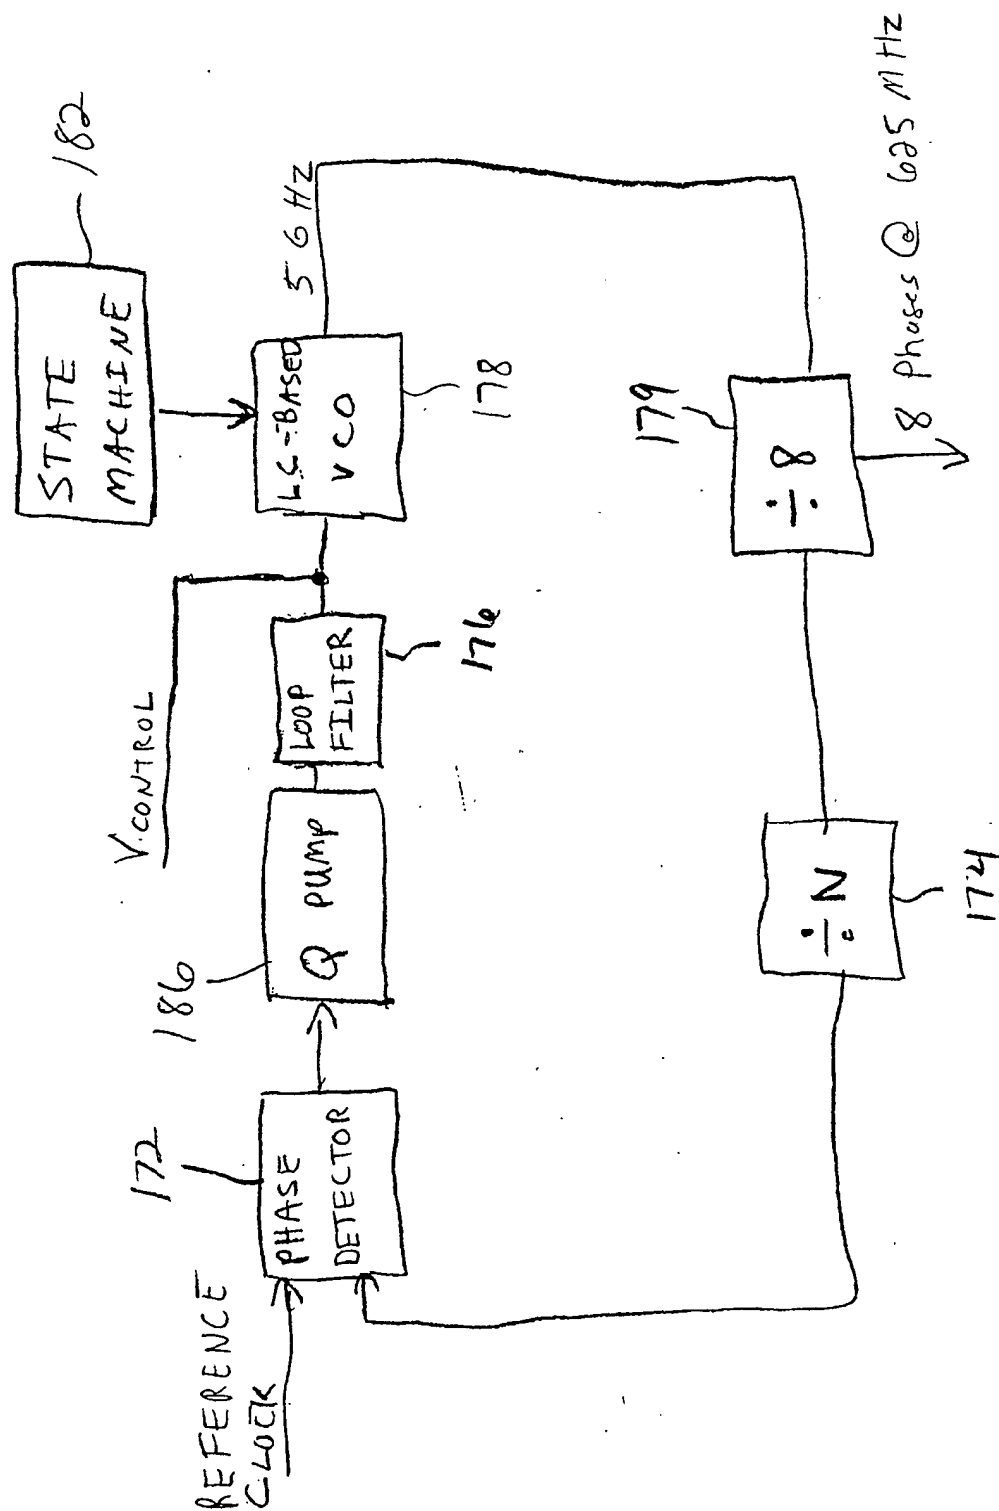 182
STATE
MACHINE
V.CONTROL
186
172
REFERENCE
CLOCK
PHASE
DETECTOR
Q PUMP
LOOP
FILTER
LC-BASED
VCO
5 GHz
176
178
174
÷ N
179
÷ 8
8 Phases @ 625 MHz